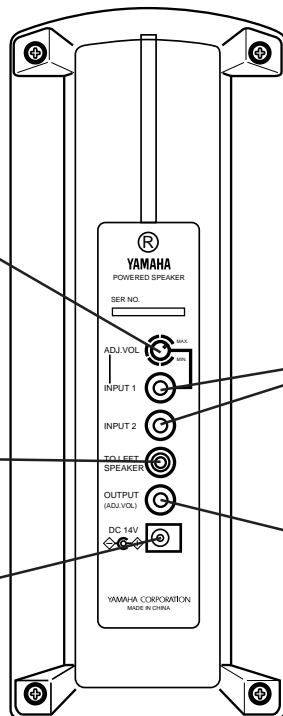 ®
YAMAHA
POWERED SPEAKER
SER NO.
ADJ.VOL
MAX.
MIN.
INPUT 1
INPUT 2
TO LEFT
SPEAKER
OUTPUT
(ADJ.VOL)
DC 14V
YAMAHA CORPORATION
MADE IN CHINA